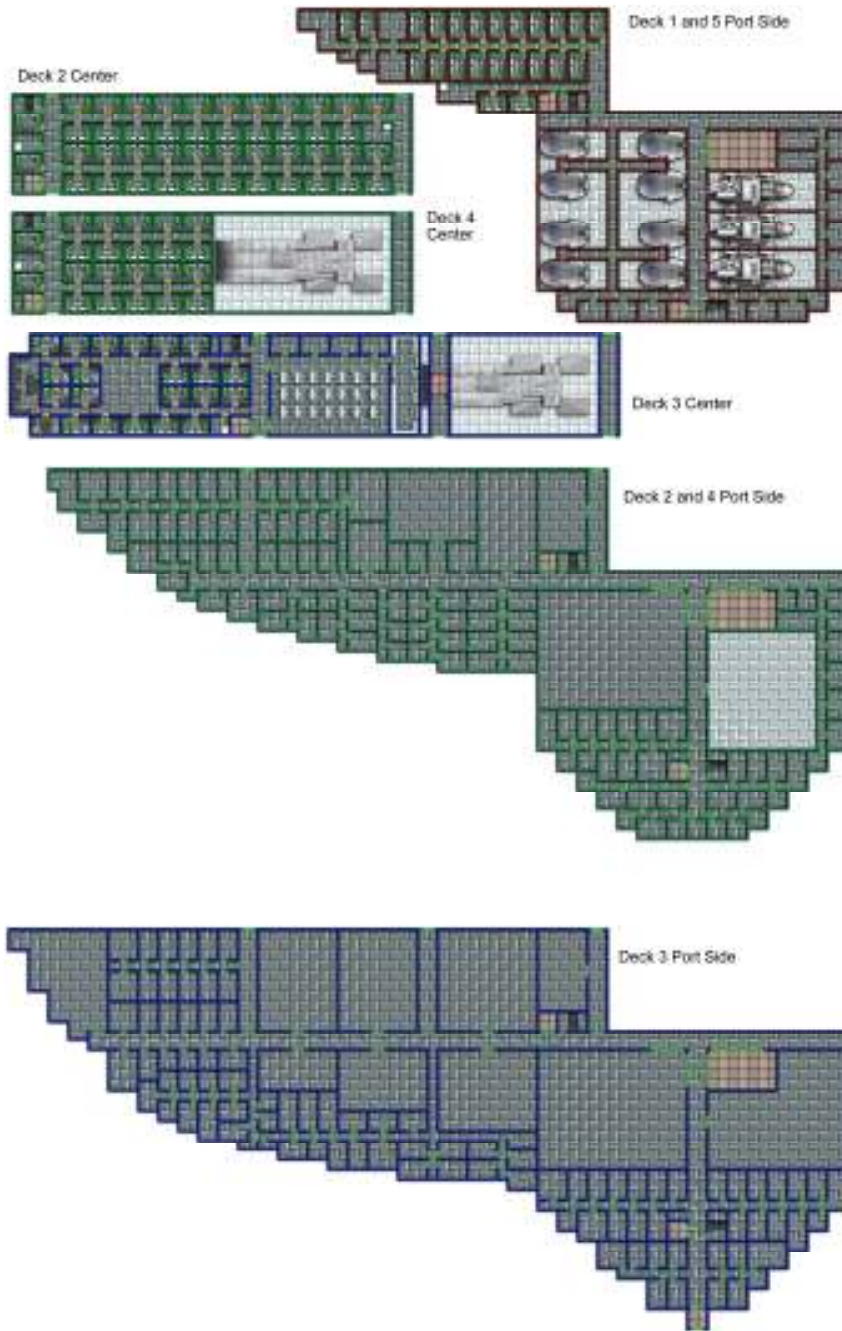 Deck 1 and 5 Port Side
Deck 2 Center
Deck 4
Center
Deck 3 Center
Deck 2 and 4 Port Side
Deck 3 Port Side